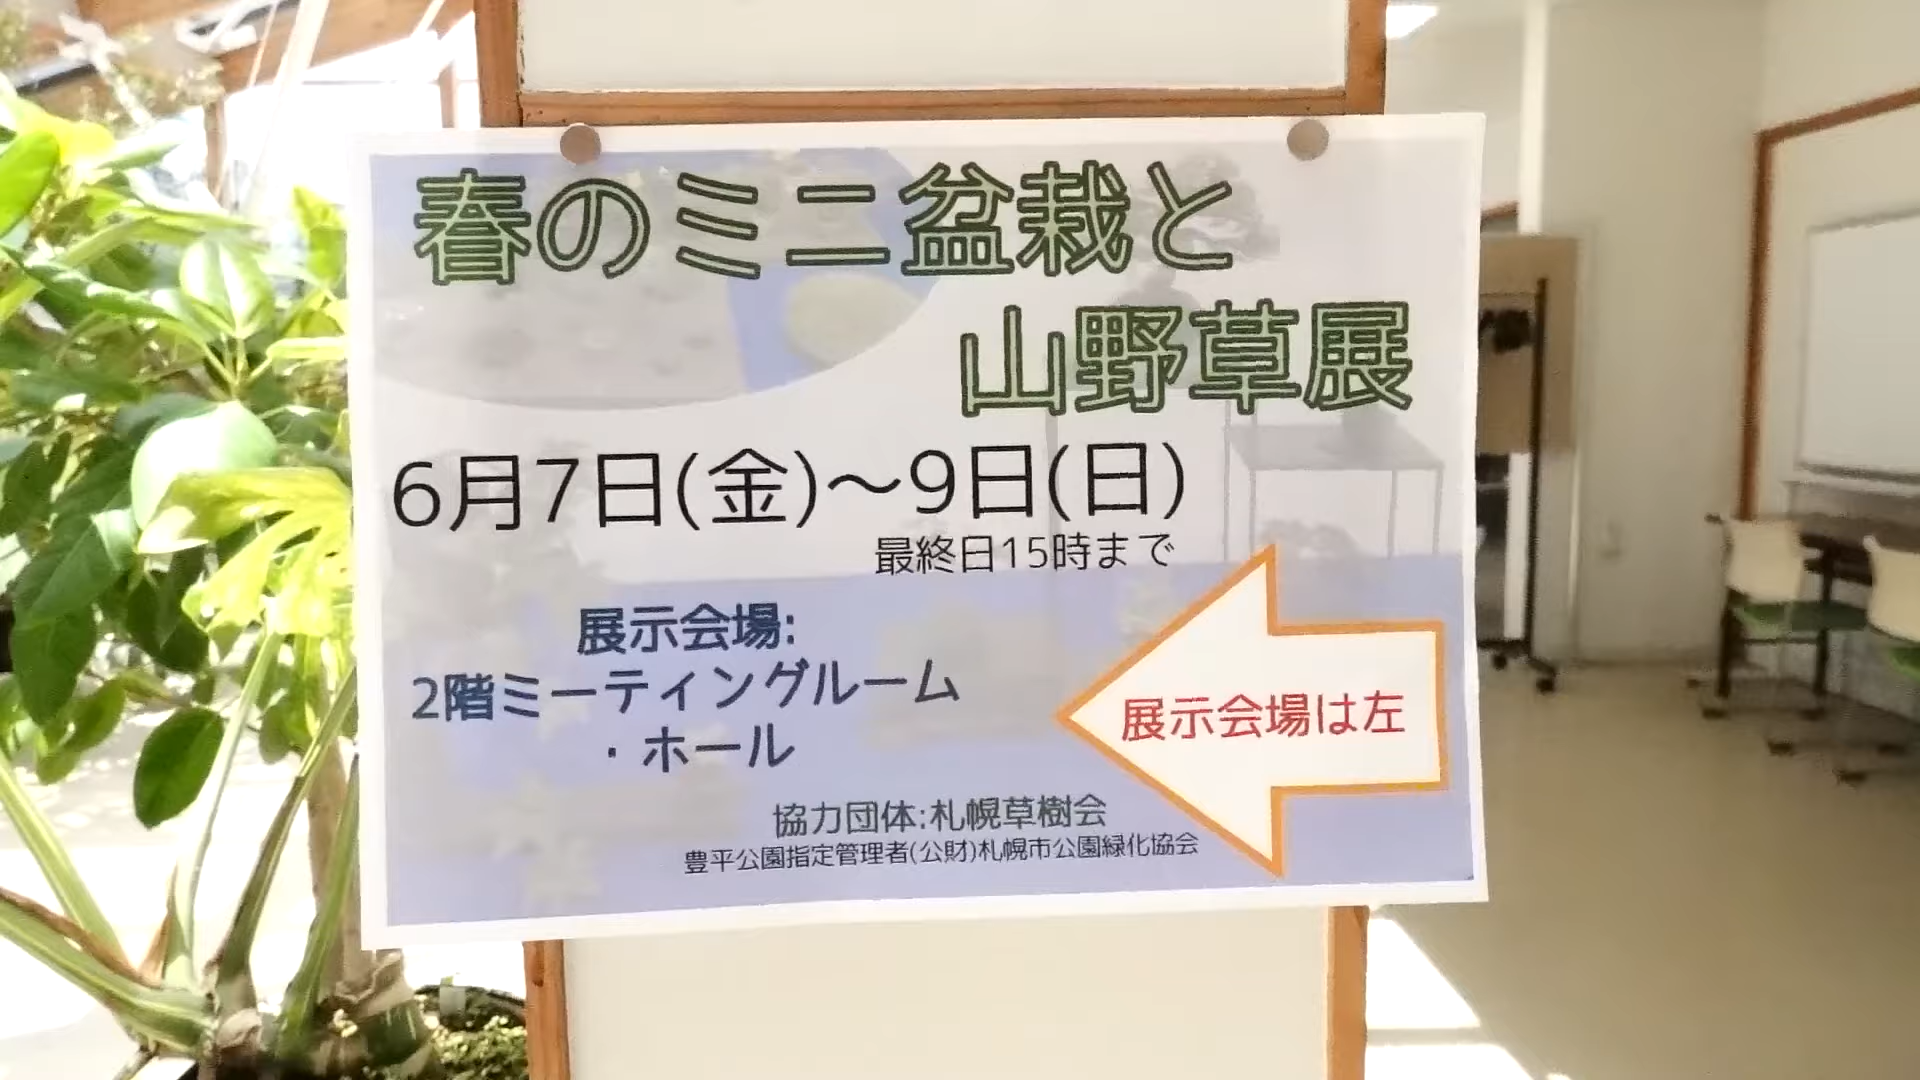 春のミニ盆栽と
山野草展
6月7日(金)～9日(日)
最終日15時まで
展示会場:
2階ミーティングルーム
・ホール
展示会場は左
協力団体:札幌草樹会
豊平公園指定管理者(公財)札幌市公園緑化協会